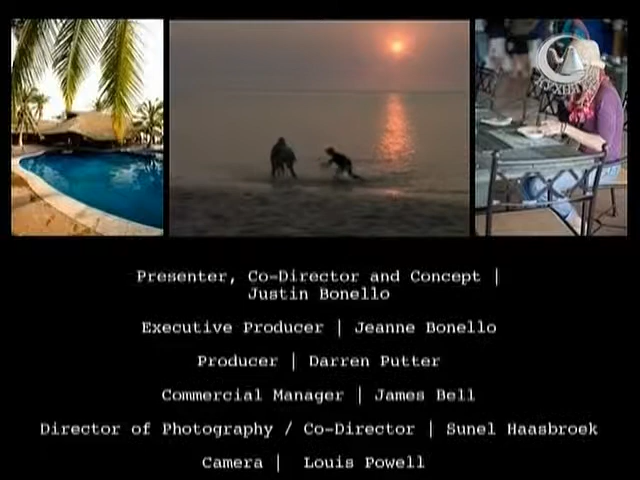 КУХНЯ
Presenter, Co-Director and Concept |
Justin Bonello
Executive Producer | Jeanne Bonello
Producer | Darren Putter
Commercial Manager | James Bell
Director of Photography / Co-Director | Sunel Haasbroek
Camera | Louis Powell